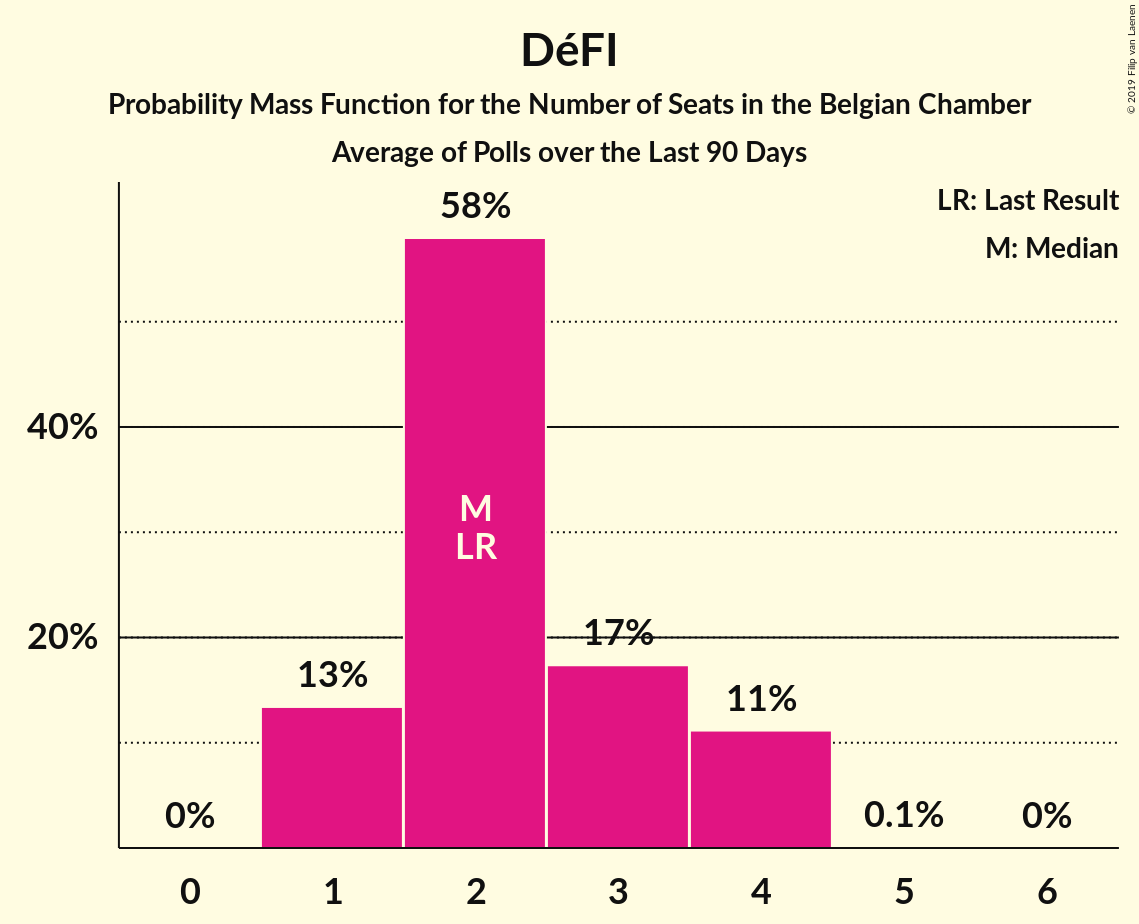 DéFI
Probability Mass Function for the Number of Seats in the Belgian Chamber
Average of Polls over the Last 90 Days
© 2019 Filip van Laenen
LR: Last Result
M: Median
58%
40%
M
LR
20%
17%
13%
11%
0%
0.1%
0%
0 1 2 3 4 5 6